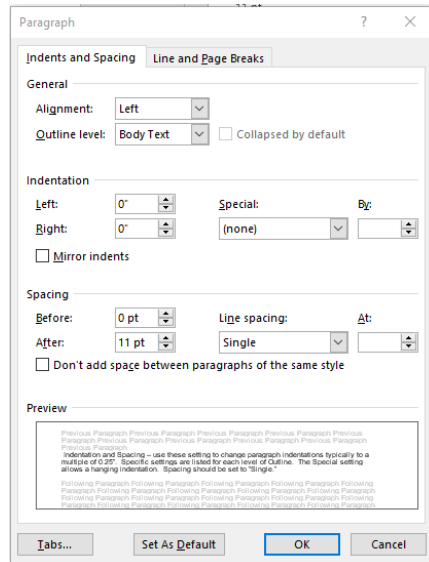 11 pt
Paragraph ? ×
Indents and Spacing Line and Page Breaks
General
Alignment: Left
Outline level: Body Text Collapsed by default
Indentation
Left: 0" Special: By:
Right: 0" (none)
Mirror indents
Spacing
Before: 0 pt Line spacing: At:
After: 11 pt Single
Don't add space between paragraphs of the same style
Preview
Previous Paragraph Previous Paragraph Previous Paragraph Previous Paragraph Previous
Paragraph Previous Paragraph Previous Paragraph Previous Paragraph Previous Paragraph
Previous Paragraph
Indentation and Spacing – use these setting to change paragraph indentations typically to a
multiple of 0.25". Specific settings are listed for each level of Outline. The Special setting
allows a hanging indentation. Spacing should be set to "Single."
Following Paragraph Following Paragraph Following Paragraph Following Paragraph Following
Paragraph Following Paragraph Following Paragraph Following Paragraph Following Paragraph
Following Paragraph Following Paragraph Following Paragraph Following Paragraph Following
Paragraph Following Paragraph Following Paragraph Following Paragraph Following Paragraph
Tabs... Set As Default OK Cancel